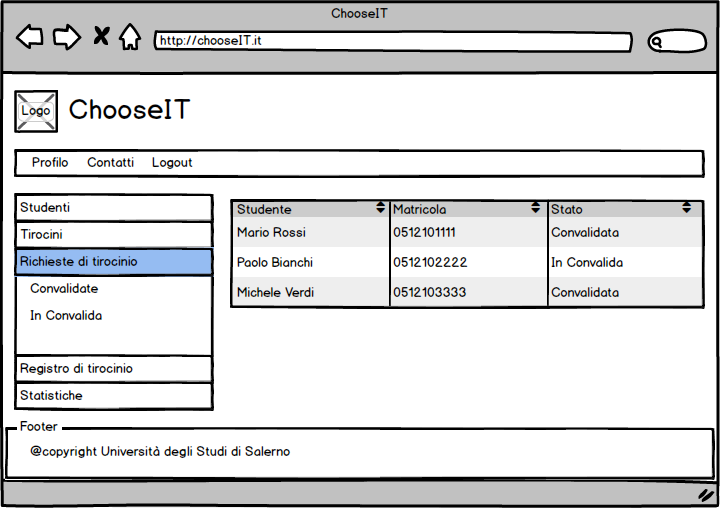 ChooseIT
http://chooseIT.it
Logo
ChooseIT
Profilo Contatti Logout
Studenti
Tirocini
Richieste di tirocinio
Convalidate
In Convalida
Registro di tirocinio
Statistiche
Studente Matricola Stato
Mario Rossi 0512101111 Convalidata
Paolo Bianchi 0512102222 In Convalida
Michele Verdi 0512103333 Convalidata
Footer
@copyright Università degli Studi di Salerno